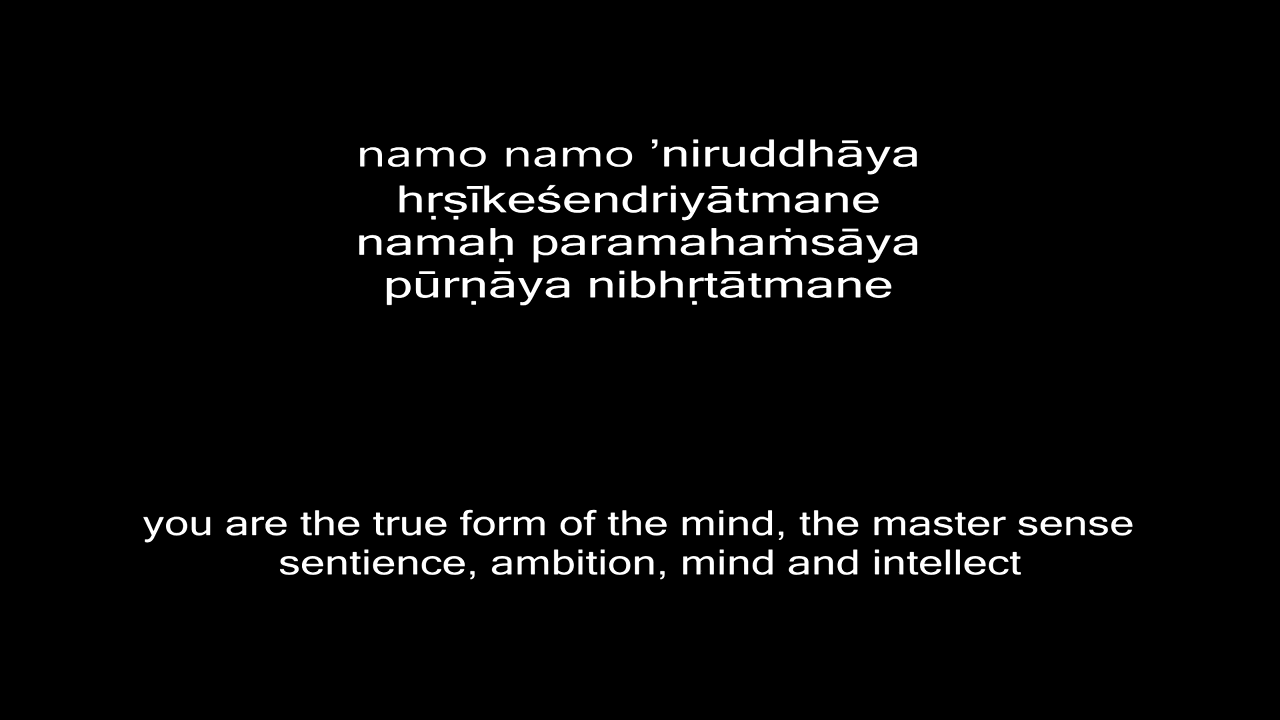 namo namo ’niruddhāya
hṛṣīkeśendriyātmane
namaḥ paramahaṁsāya
pūrṇāya nibhṛtātmane
you are the true form of the mind, the master sense
sentience, ambition, mind and intellect